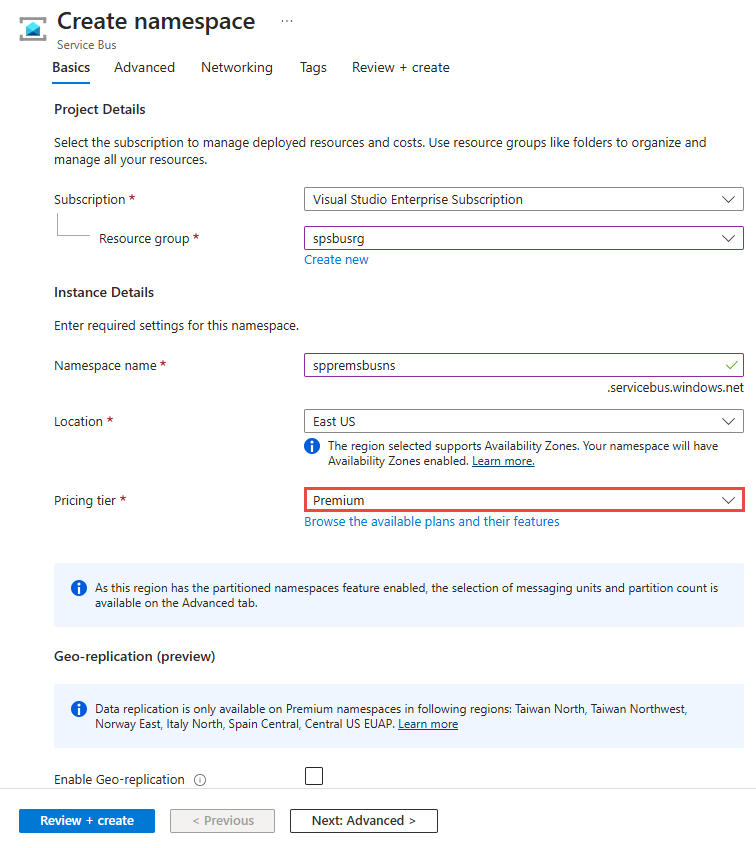 Create namespace ...
Service Bus
Basics Advanced Networking Tags Review + create
Project Details
Select the subscription to manage deployed resources and costs. Use resource groups like folders to organize and
manage all your resources.
Subscription * Visual Studio Enterprise Subscription
Resource group * spsbusrg
Create new
Instance Details
Enter required settings for this namespace.
Namespace name * sppremsbusns
.servicebus.windows.net
Location * East US
The region selected supports Availability Zones. Your namespace will have
Availability Zones enabled. Learn more.
Pricing tier * Premium
Browse the available plans and their features
As this region has the partitioned namespaces feature enabled, the selection of messaging units and partition count is
available on the Advanced tab.
Geo-replication (preview)
Data replication is only available on Premium namespaces in following regions: Taiwan North, Taiwan Northwest,
Norway East, Italy North, Spain Central, Central US EUAP. Learn more
Enable Geo-replication
Review + create < Previous Next: Advanced >